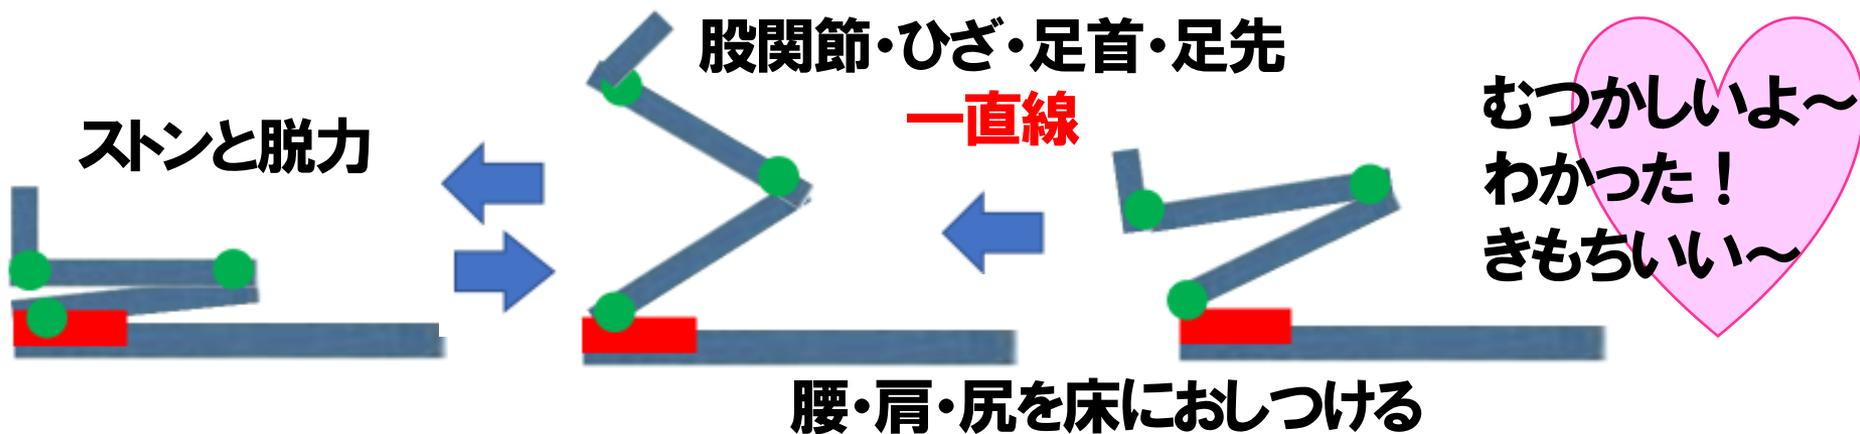 股関節・ひざ・足首・足先
一直線
ストンと脱力
むつかしいよ～
わかった！
きもちいい～
腰・肩・尻を床におしつける